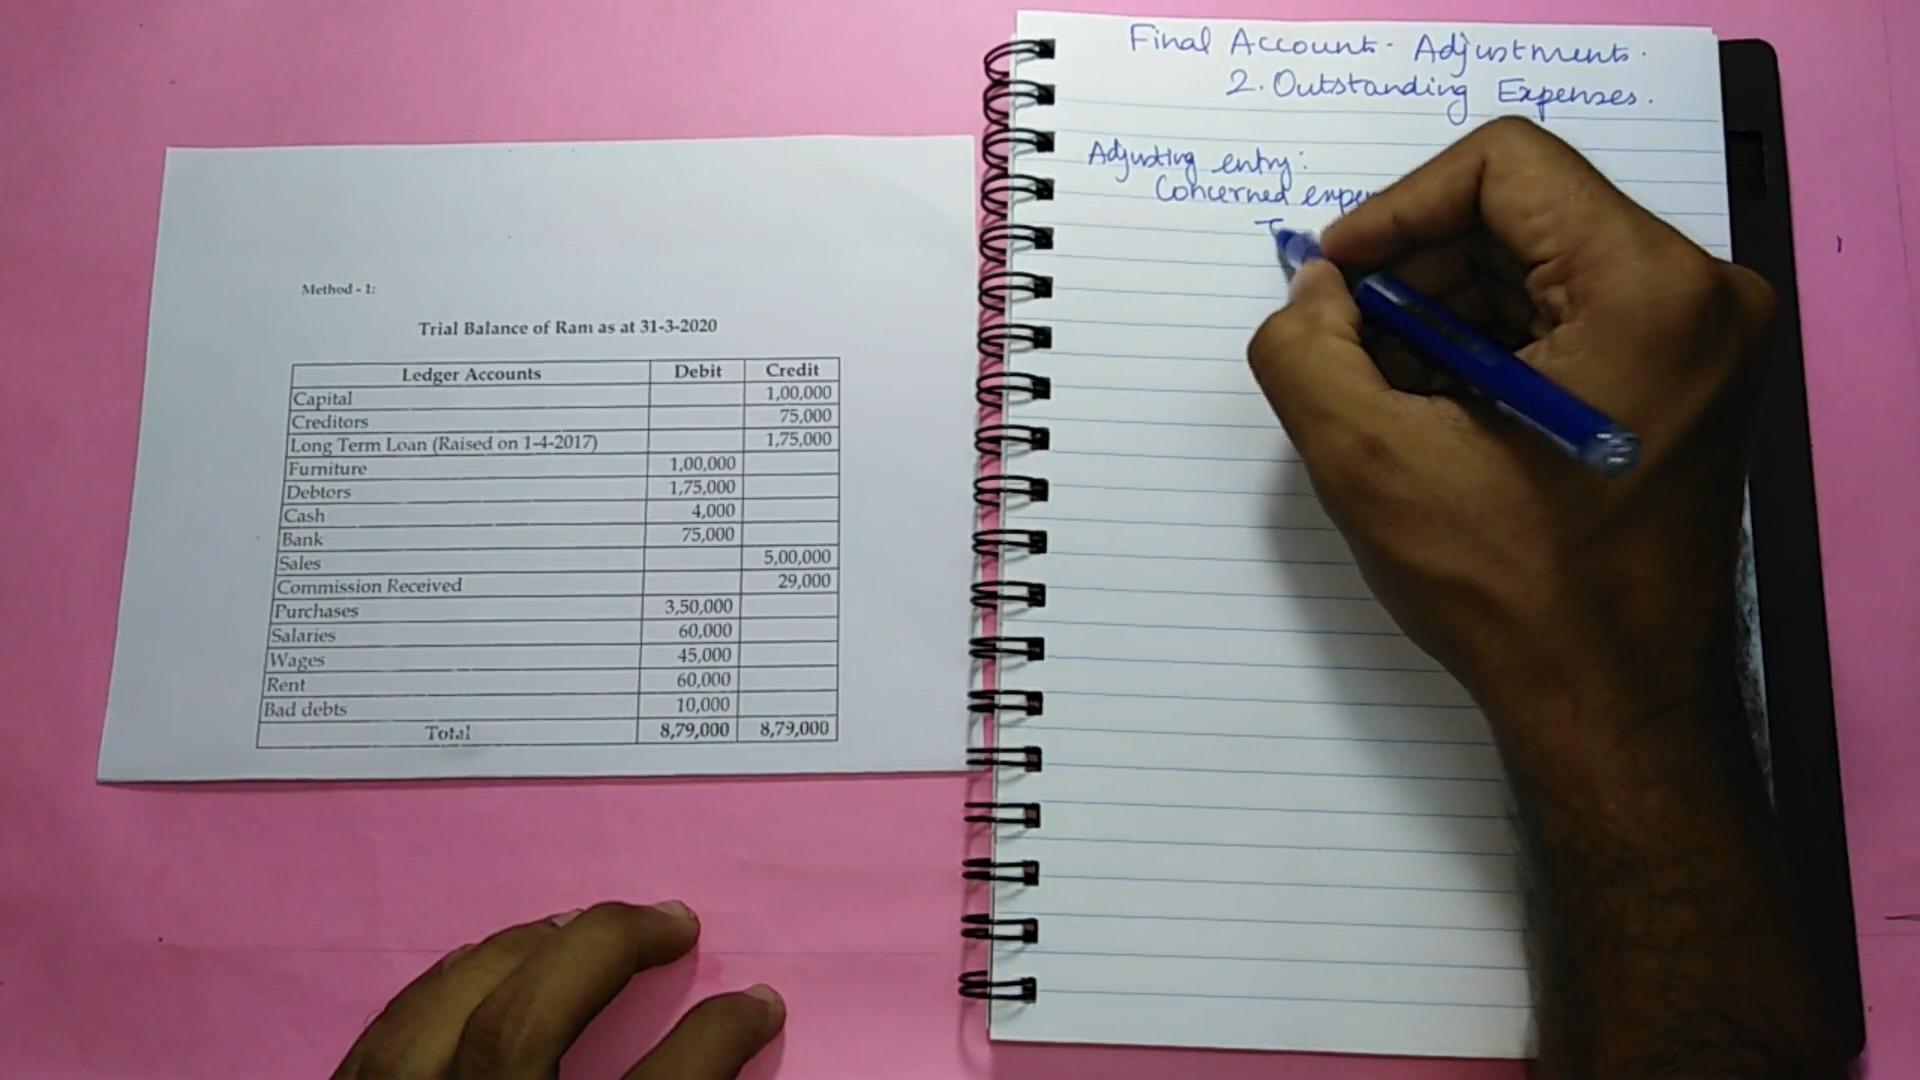 Method - 1:
Trial Balance of Ram as at 31-3-2020
Ledger Accounts Debit Credit
Capital 1,00,000
Creditors 75,000
Long Term Loan (Raised on 1-4-2017) 1,75,000
Furniture 1,00,000
Debtors 1,75,000
Cash 4,000
Bank 75,000
Sales 5,00,000
Commission Received 29,000
Purchases 3,50,000
Salaries 60,000
Wages 45,000
Rent 60,000
Bad debts 10,000
Total 8,79,000 8,79,000
Final Account - Adjustments.
2. Outstanding Expenses.
Adjusting entry:
Concerned